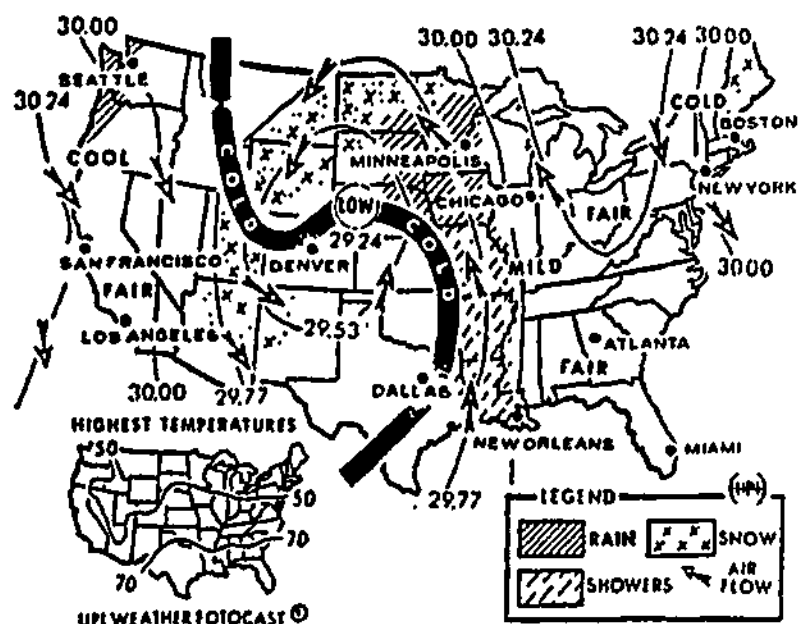 30.00
30.00 30.24
30.24 30.00
SEATTLE
30.24
COLD
BOSTON
COOL
COLD
MINNEAPOLIS
NEW YORK
LOW
CHICAGO
FAIR
29.24
COLD
SAN FRANCISCO
DENVER
MILD
30.00
FAIR
LOS ANGELES
29.53
ATLANTA
FAIR
30.00
29.77
DALLAS
HIGHEST TEMPERATURES
NEW ORLEANS
MIAMI
50
29.77
LEGEND
50
RAIN
SNOW
70
SHOWERS
AIR
FLOW
70
UPI WEATHER FOTOCAST